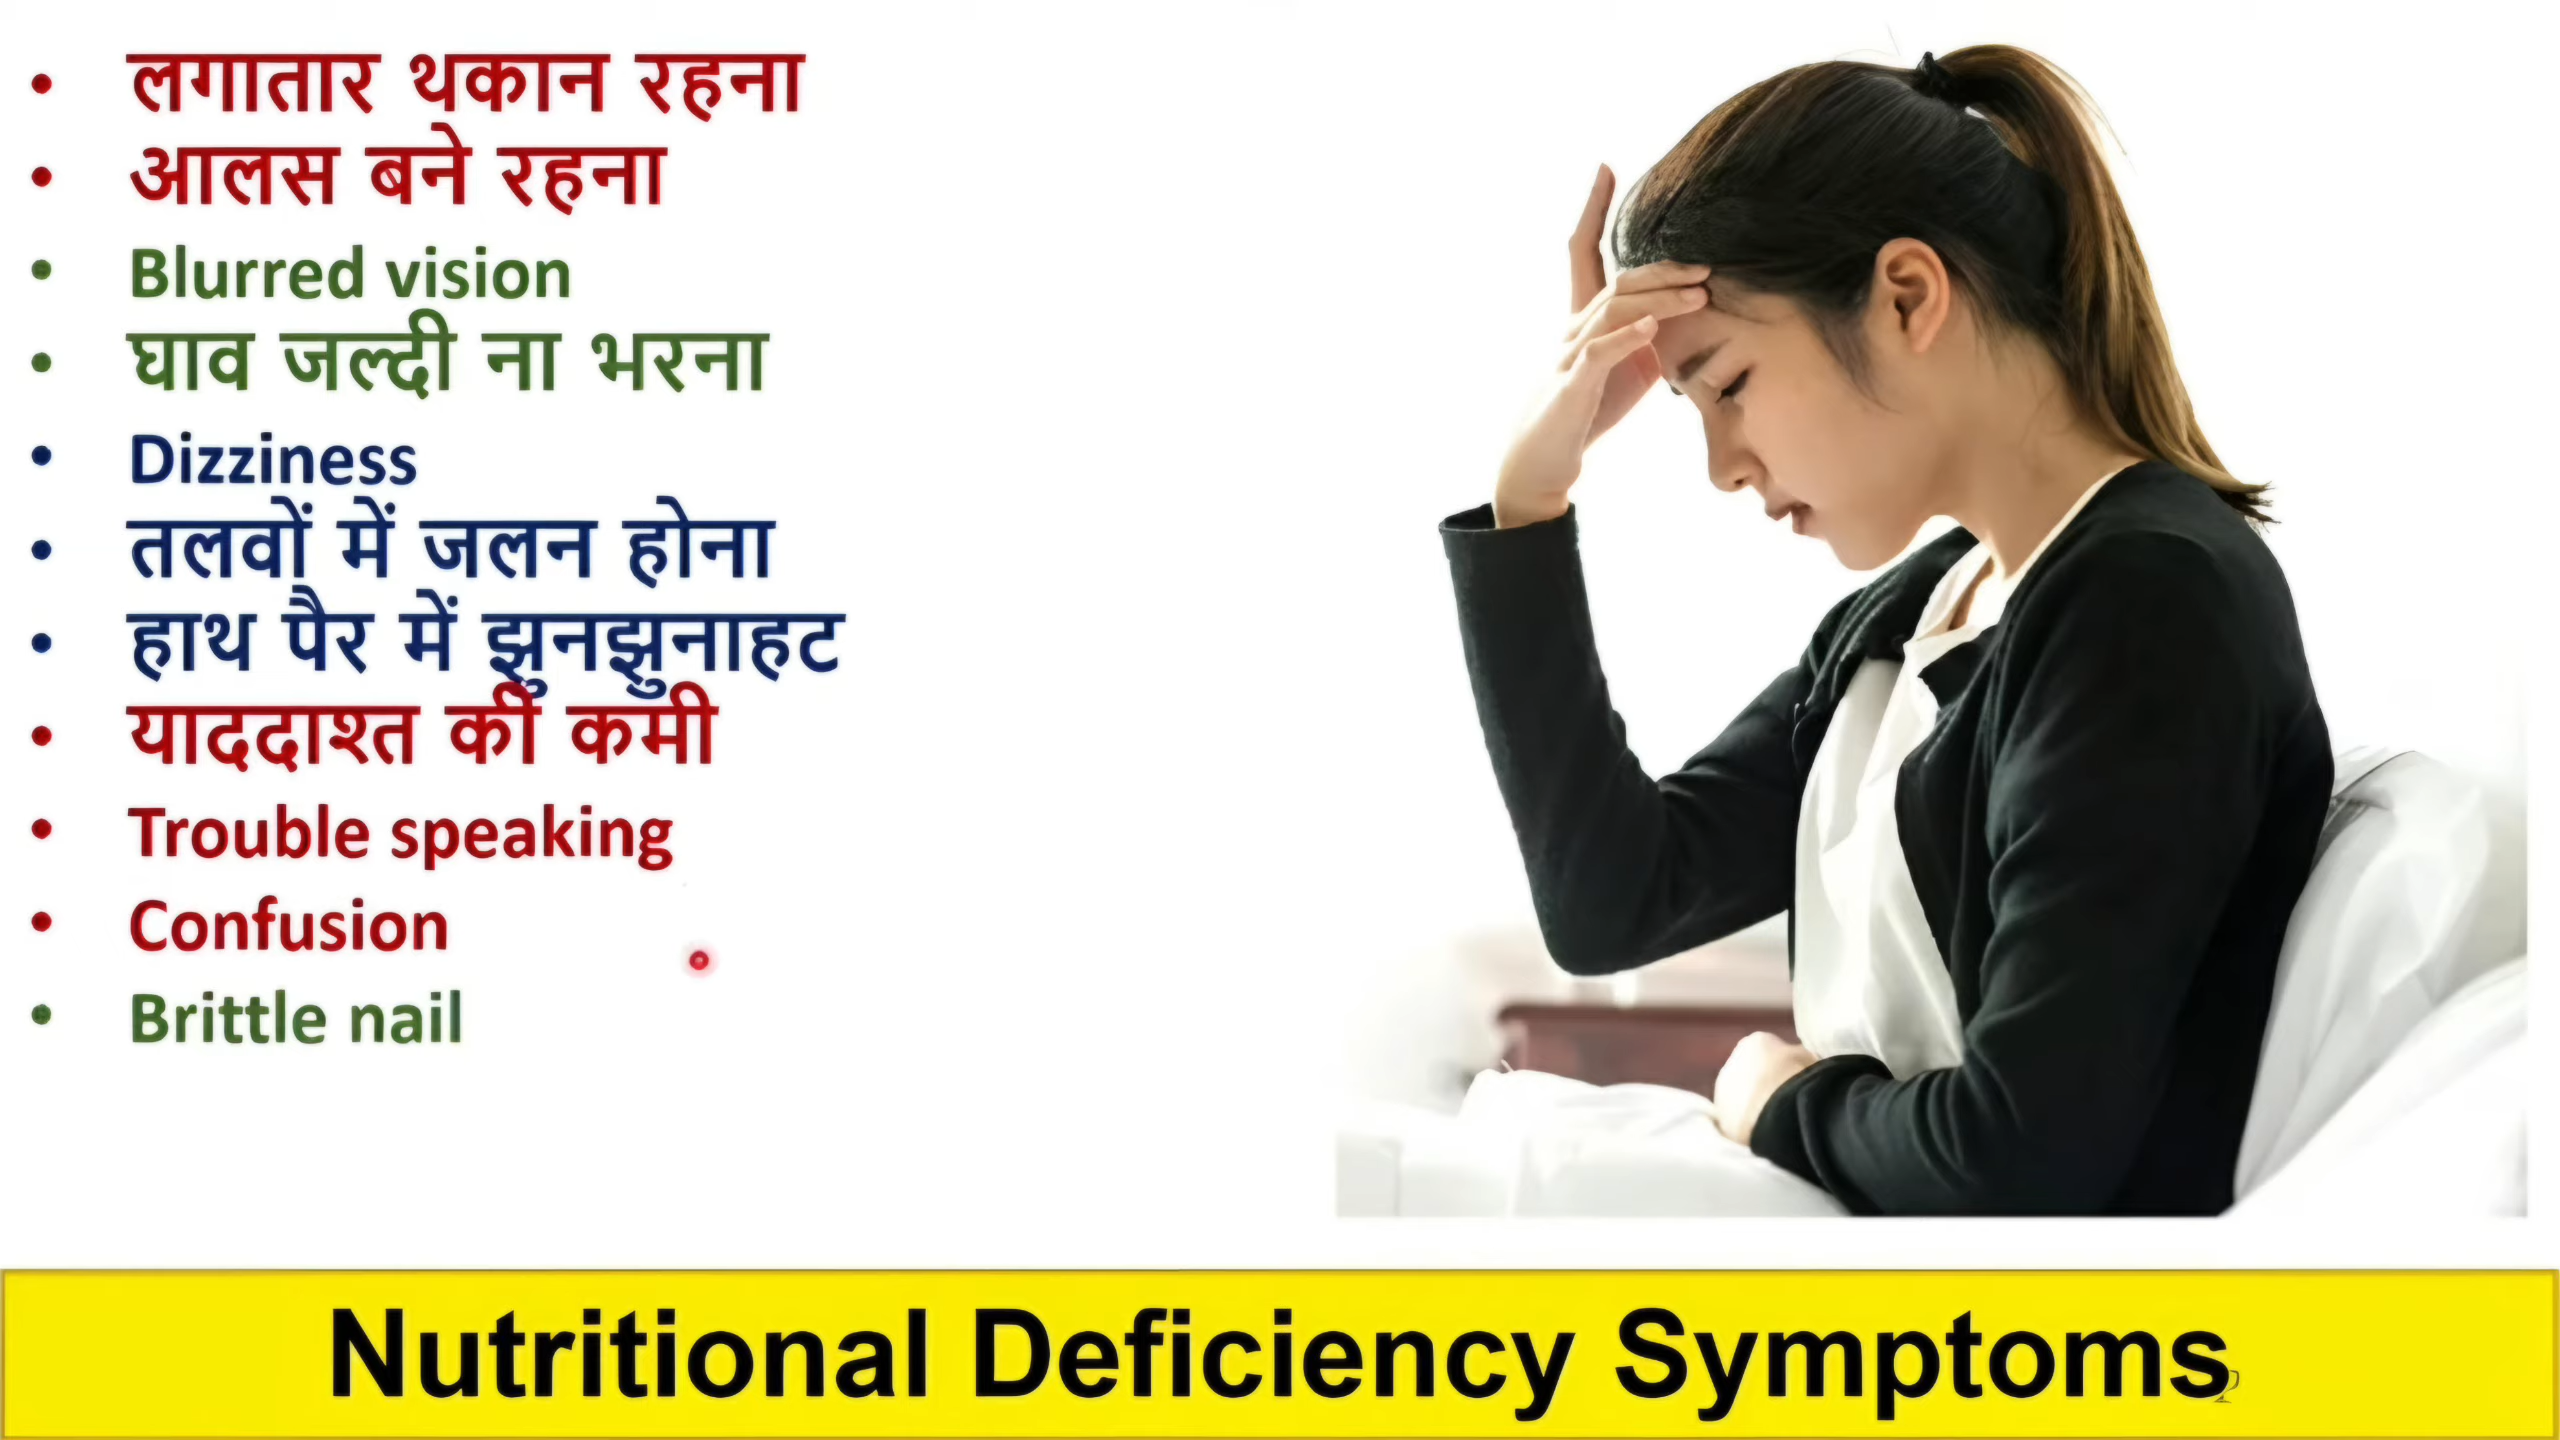 • लगातार थकान रहना
• आलस बने रहना
• Blurred vision
• घाव जल्दी ना भरना
• Dizziness
• तलवों में जलन होना
• हाथ पैर में झुनझुनाहट
• याददाश्त की कमी
• Trouble speaking
• Confusion
• Brittle nail
Nutritional Deficiency Symptoms